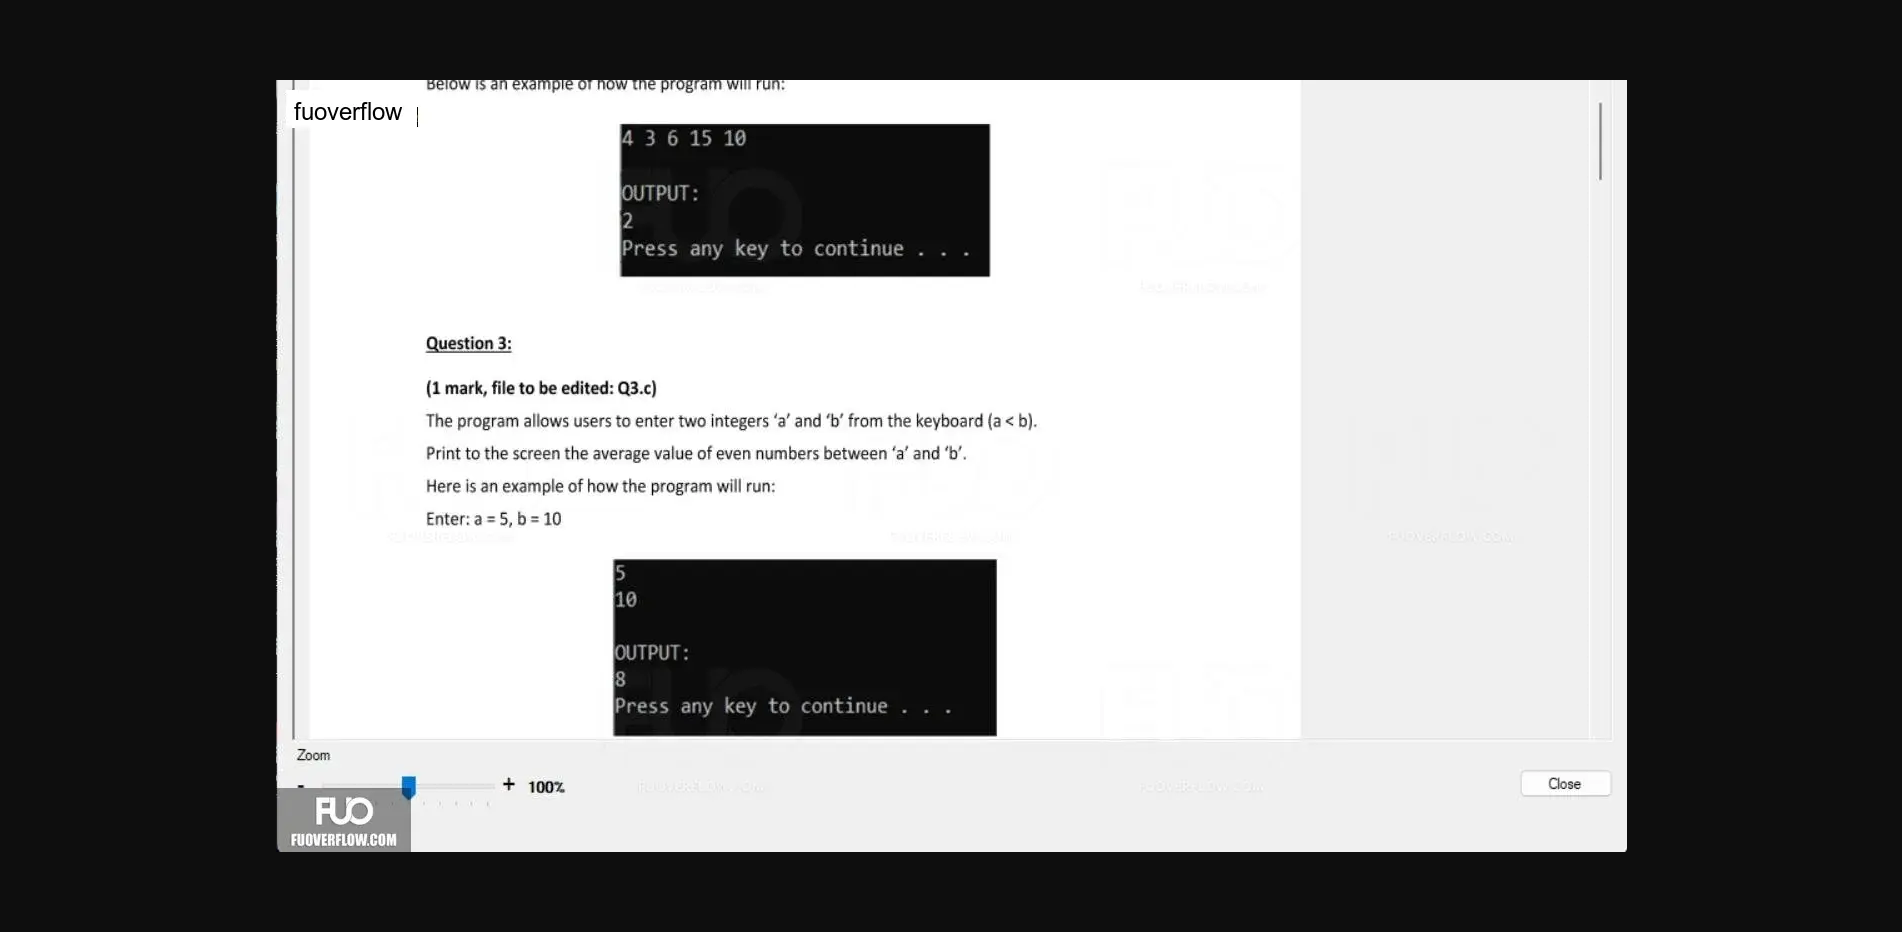 Below is an example of how the program will run:
fuoverflow
4 3 6 15 10
OUTPUT:
2
Press any key to continue . . .
Question 3:
(1 mark, file to be edited: Q3.c)
The program allows users to enter two integers ‘a’ and ‘b’ from the keyboard (a < b).
Print to the screen the average value of even numbers between ‘a’ and ‘b’.
Here is an example of how the program will run:
Enter: a = 5, b = 10
FUOVERFLOW.COM
5
10
OUTPUT:
8
Press any key to continue . . .
Zoom
- + 100%
Close
FUO
FUOVERFLOW.COM